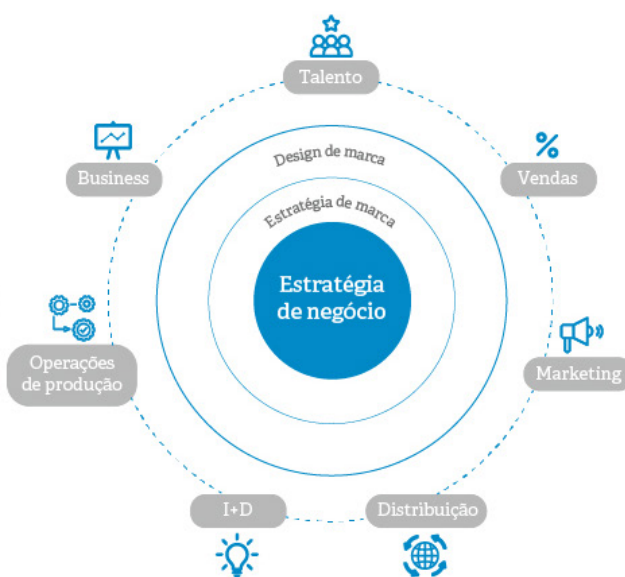 Talento
Business
Vendas
Design de marca
Estratégia de marca
Estratégia
de negócio
Operações
de produção
Marketing
I+D
Distribuição